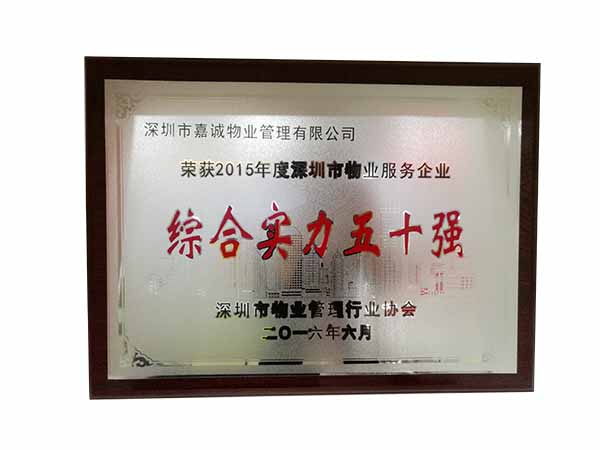 深圳市嘉诚物业管理有限公司
荣获2015年度深圳市物业服务企业
综合实力五十强
深圳市物业管理行业协会
二〇一六年六月